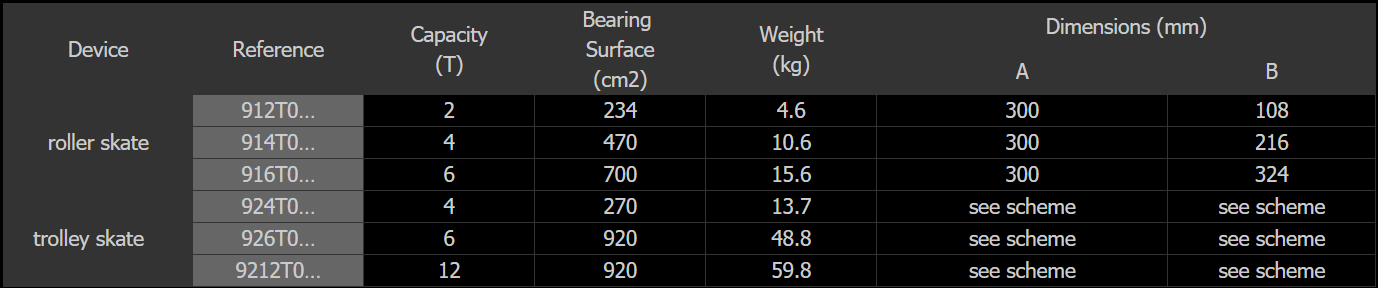 Device Reference Capacity (T) Bearing Surface (cm2) Weight (kg) Dimensions (mm)
A B
roller skate
912T0... 2 234 4.6 300 108
914T0... 4 470 10.6 300 216
916T0... 6 700 15.6 300 324
trolley skate
924T0... 4 270 13.7 see scheme see scheme
926T0... 6 920 48.8 see scheme see scheme
9212T0... 12 920 59.8 see scheme see scheme